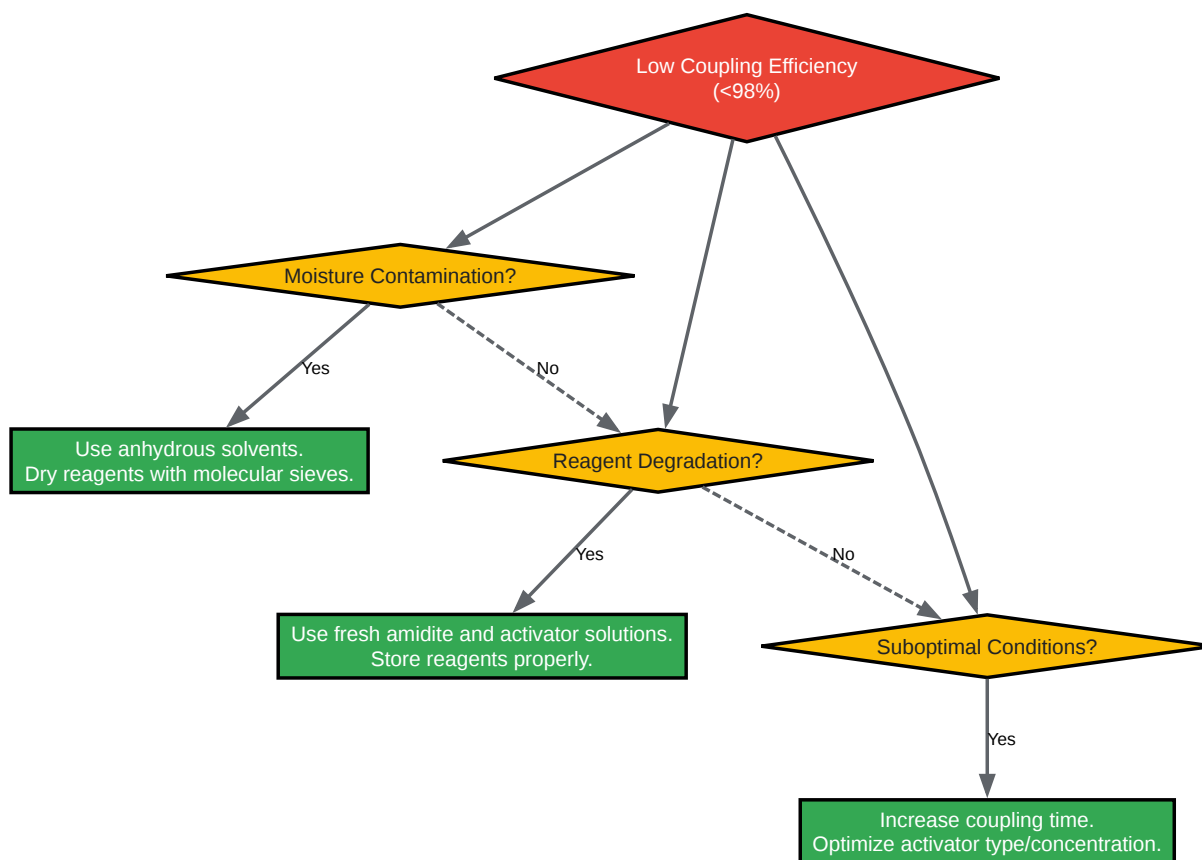 Low Coupling Efficiency
(<98%)
Moisture Contamination?
Yes
No
Use anhydrous solvents.
Dry reagents with molecular sieves.
Reagent Degradation?
Yes
No
Use fresh amidite and activator solutions.
Store reagents properly.
Suboptimal Conditions?
Yes
Increase coupling time.
Optimize activator type/concentration.